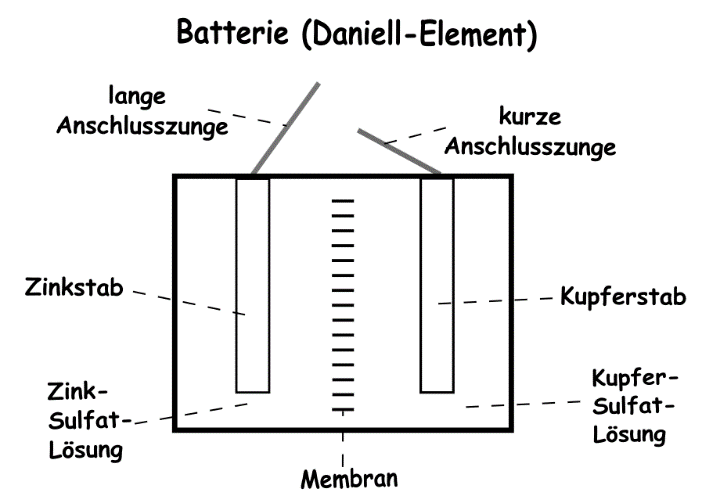 Batterie (Daniell-Element)
lange
Anschlusszunge
kurze
Anschlusszunge
Zinkstab
Kupferstab
Zink-
Sulfat-
Lösung
Kupfer-
Sulfat-
Lösung
Membran